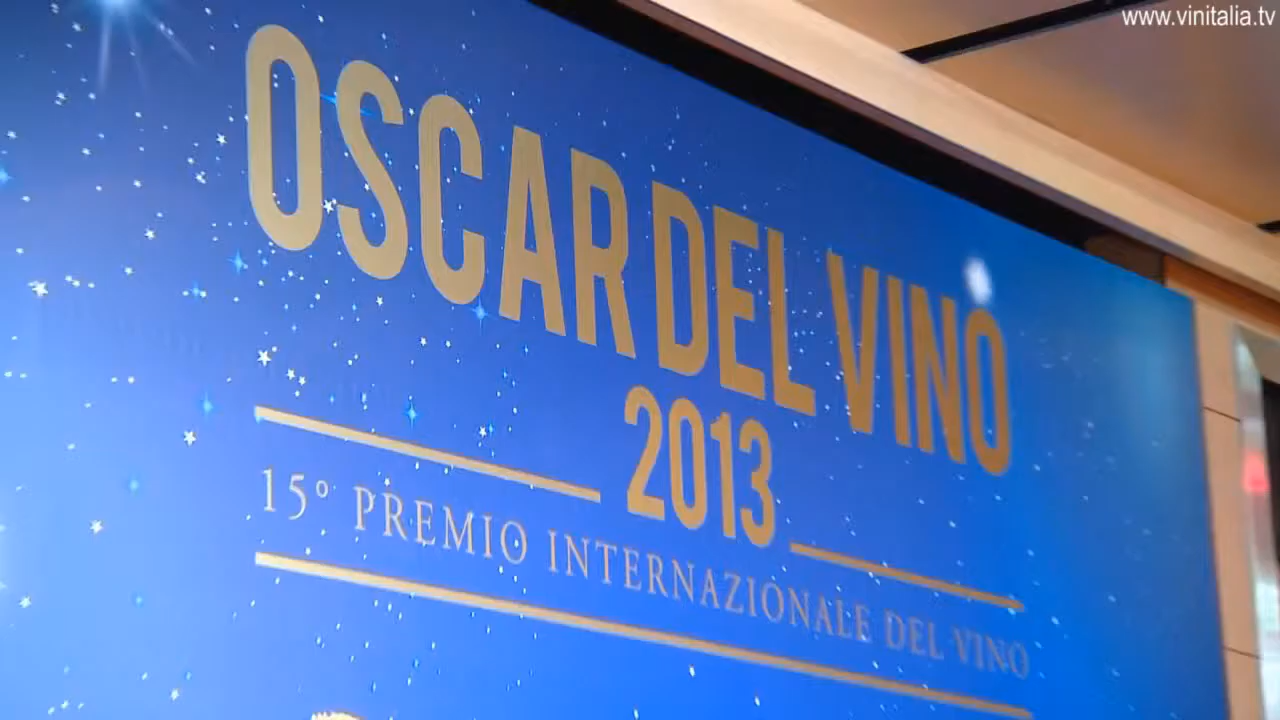 www.vinitalia.tv
OSCAR DEL VINO
2013
15° PREMIO INTERNAZIONALE DEL VINO